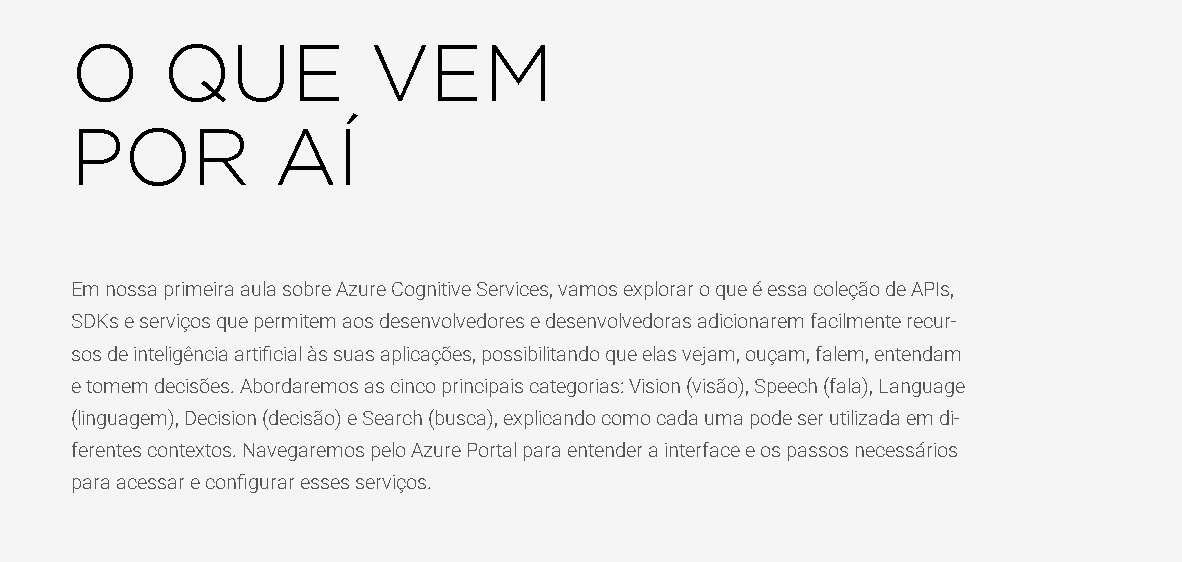 O QUE VEM
POR AÍ
Em nossa primeira aula sobre Azure Cognitive Services, vamos explorar o que é essa coleção de APIs,
SDKs e serviços que permitem aos desenvolvedores e desenvolvedoras adicionarem facilmente recur-
sos de inteligência artificial às suas aplicações, possibilitando que elas vejam, ouçam, falem, entendam
e tomem decisões. Abordaremos as cinco principais categorias: Vision (visão), Speech (fala), Language
(linguagem), Decision (decisão) e Search (busca), explicando como cada uma pode ser utilizada em di-
ferentes contextos. Navegaremos pelo Azure Portal para entender a interface e os passos necessários
para acessar e configurar esses serviços.